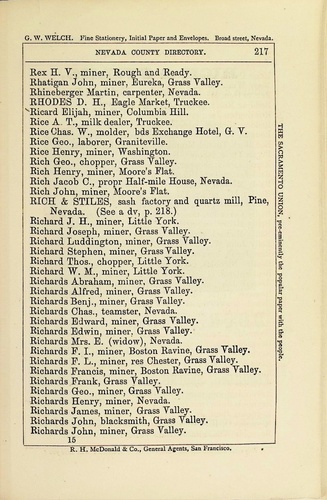 G. W. WELCH. Fine Stationery, Initial Paper and Envelopes. Broad street, Nevada.
NEVADA COUNTY DIRECTORY. 217
Rex H. V., miner, Rough and Ready.
Rhatigan John, miner, Eureka, Grass Valley.
Rhineberger Martin, carpenter, Nevada.
RHODES D. H., Eagle Market, Truckee.
Ricard Elijah, miner, Columbia Hill.
Rice A. T., milk dealer, Truckee.
Rice Chas. W., molder, bds Exchange Hotel, G. V.
Rice Geo., laborer, Graniteville.
Rice Henry, miner, Washington.
Rich Geo., chopper, Grass Valley.
Rich Henry, miner, Moore's Flat.
Rich Jacob C., propr Half-mile House, Nevada.
Rich John, miner, Moore's Flat.
RICH & STILES, sash factory and quartz mill, Pine,
Nevada. (See a dv, p. 218.)
Richard J. H., miner, Little York.
Richard Joseph, miner, Grass Valley.
Richard Luddington, miner, Grass Valley.
Richard Stephen, miner, Grass Valley.
Richard Thos., chopper, Little York.
Richard W. M., miner, Little York.
Richards Abraham, miner, Grass Valley.
Richards Alfred, miner, Grass Valley.
Richards Benj., miner, Grass Valley.
Richards Chas., teamster, Nevada.
Richards Edward, miner, Grass Valley.
Richards Edwin, miner, Grass Valley.
Richards Mrs. E. (widow), Nevada.
Richards F. I., miner, Boston Ravine, Grass Valley.
Richards F. L., miner, res Chester, Grass Valley.
Richards Francis, miner, Boston Ravine, Grass Valley.
Richards Frank, Grass Valley.
Richards Geo., miner, Grass Valley.
Richards Henry, miner, Nevada.
Richards James, miner, Grass Valley.
Richards John, blacksmith, Grass Valley.
Richards John, miner, Grass Valley.
15
R. H. McDonald & Co., General Agents, San Francisco.
THE SACRAMENTO UNION, pre-eminently the popular paper with the people.